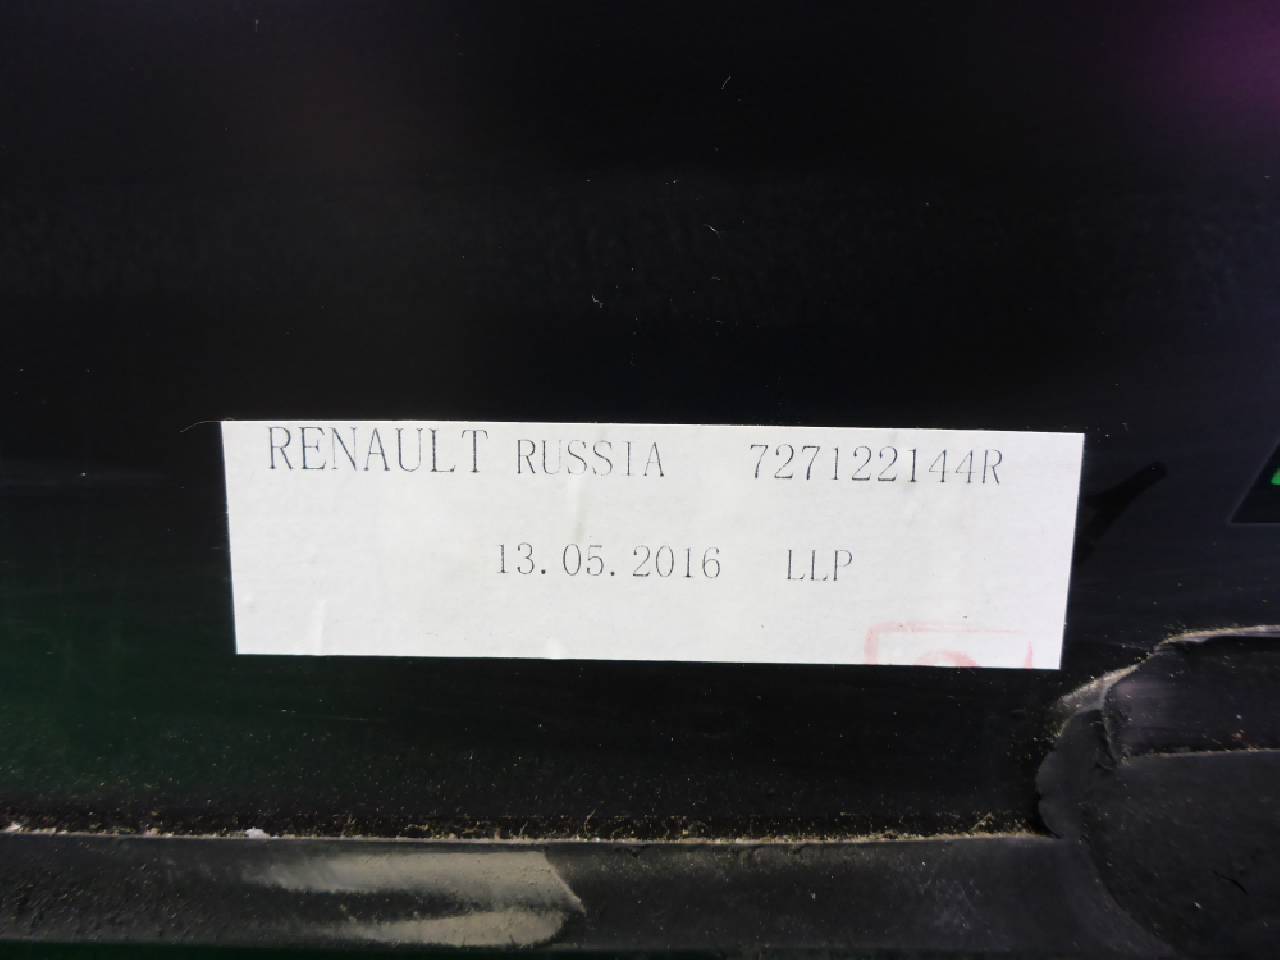 RENAULT RUSSIA 727122144R
13.05.2016 LLP